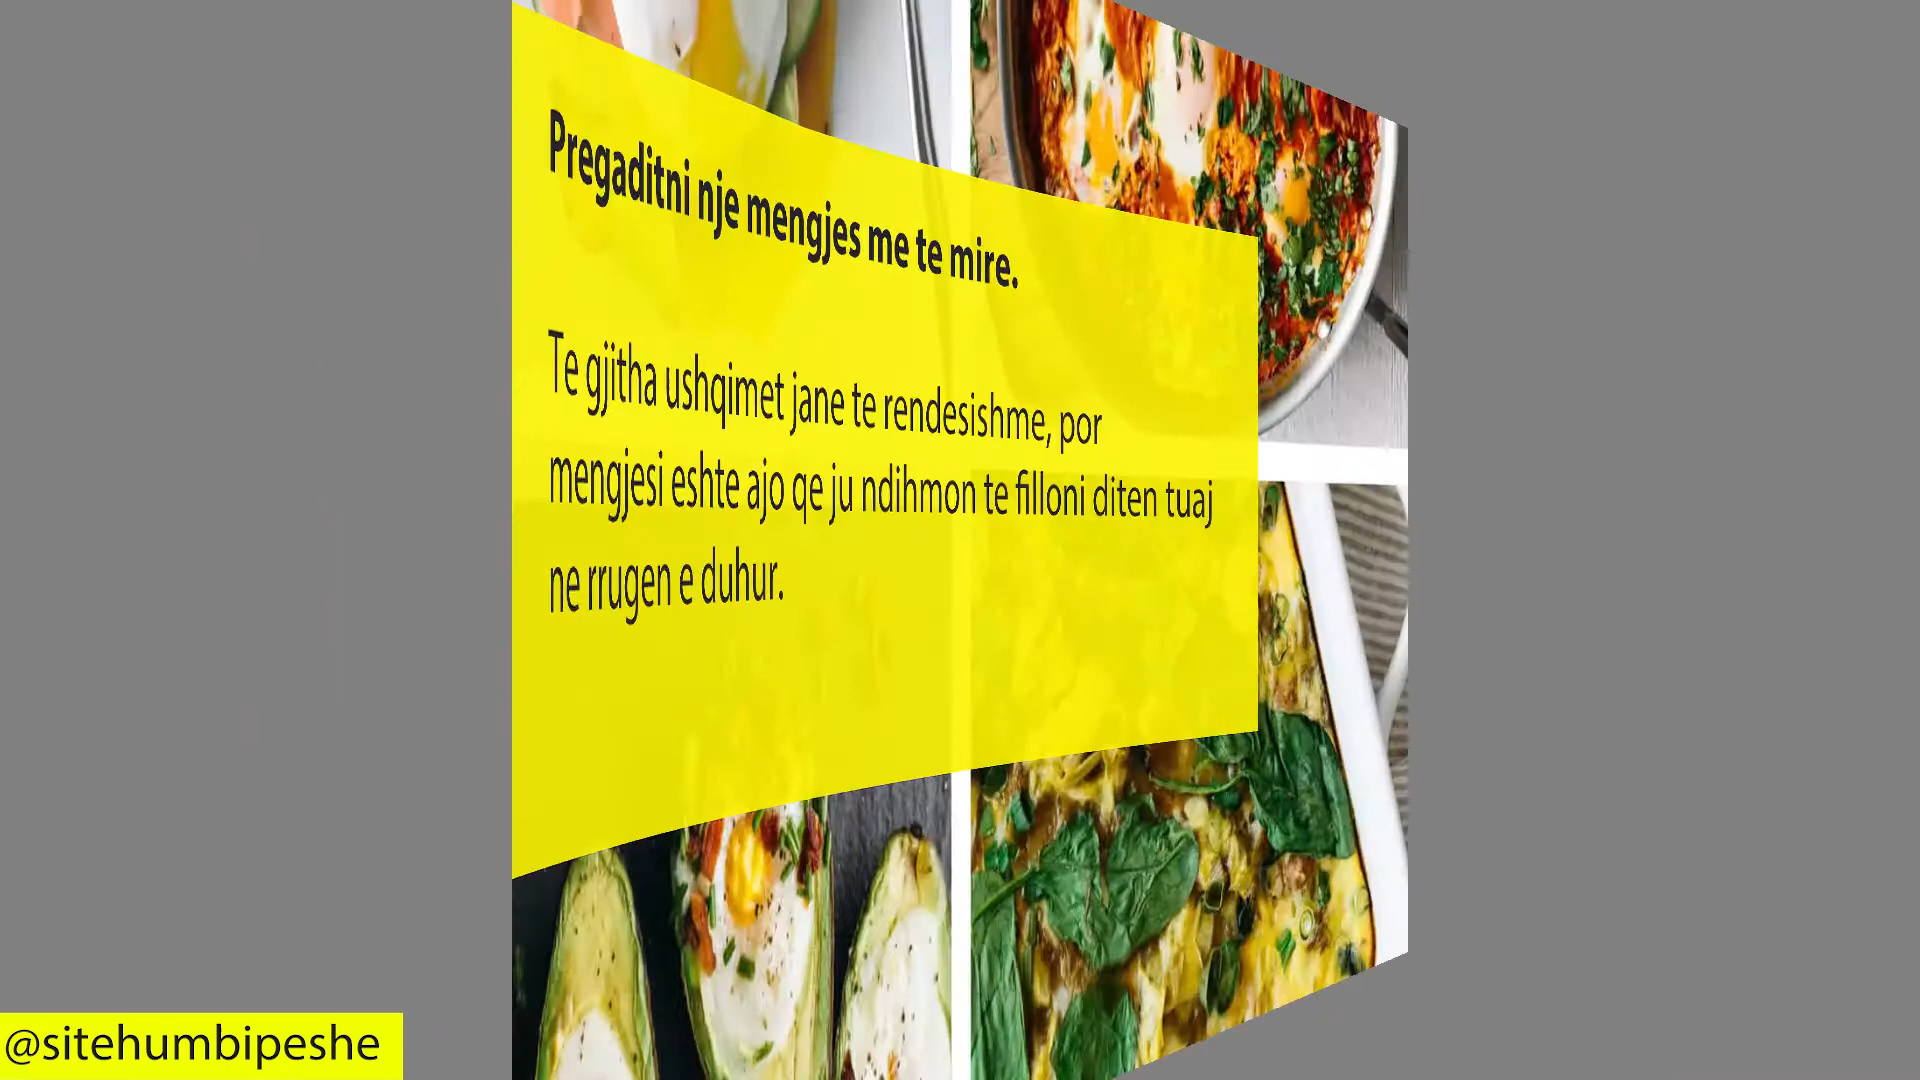 Pregaditni nje mengjes me te mire.
Te gjitha ushqimet jane te rendesishme, por
mengjesi eshte ajo qe ju ndihmon te filloni diten tuaj
ne rrugen e duhur.
@sitehumbipeshe